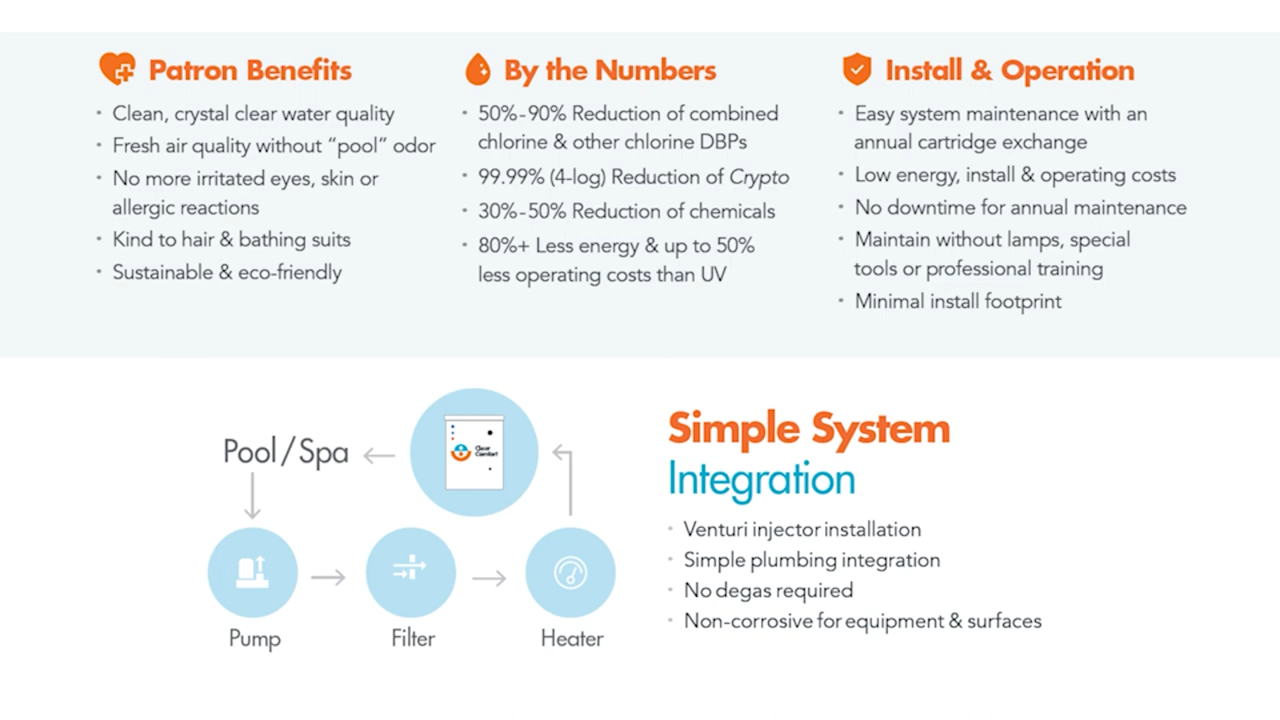 Patron Benefits
• Clean, crystal clear water quality
• Fresh air quality without “pool” odor
• No more irritated eyes, skin or
allergic reactions
• Kind to hair & bathing suits
• Sustainable & eco-friendly
By the Numbers
• 50%-90% Reduction of combined
chlorine & other chlorine DBPs
• 99.99% (4-log) Reduction of Crypto
• 30%-50% Reduction of chemicals
• 80%+ Less energy & up to 50%
less operating costs than UV
Install & Operation
• Easy system maintenance with an
annual cartridge exchange
• Low energy, install & operating costs
• No downtime for annual maintenance
• Maintain without lamps, special
tools or professional training
• Minimal install footprint
Pool/Spa
Clear
Comfort
Pump
Filter
Heater
Simple System
Integration
• Venturi injector installation
• Simple plumbing integration
• No degas required
• Non-corrosive for equipment & surfaces